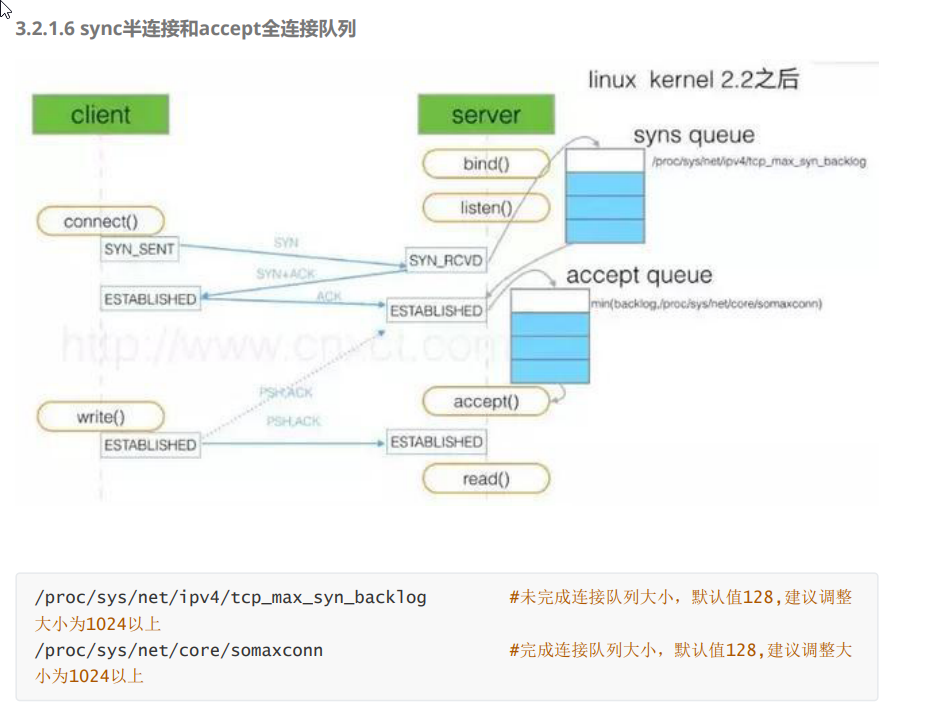 3.2.1.6 sync半连接和accept全连接队列
linux kernel 2.2之后
client
server
syns queue
bind()
/proc/sys/net/ipv4/tcp_max_syn_backlog
listen()
connect()
SYN_SENT
SYN
SYN_RCVD
SYN+ACK
accept queue
ESTABLISHED
ACK
ESTABLISHED
min(backlog,/proc/sys/net/core/somaxconn)
http://www.cnxct.com
PSH,ACK
accept()
write()
PSH,ACK
ESTABLISHED
ESTABLISHED
read()
/proc/sys/net/ipv4/tcp_max_syn_backlog #未完成连接队列大小，默认值128,建议调整
大小为1024以上
/proc/sys/net/core/somaxconn #完成连接队列大小，默认值128,建议调整大
小为1024以上